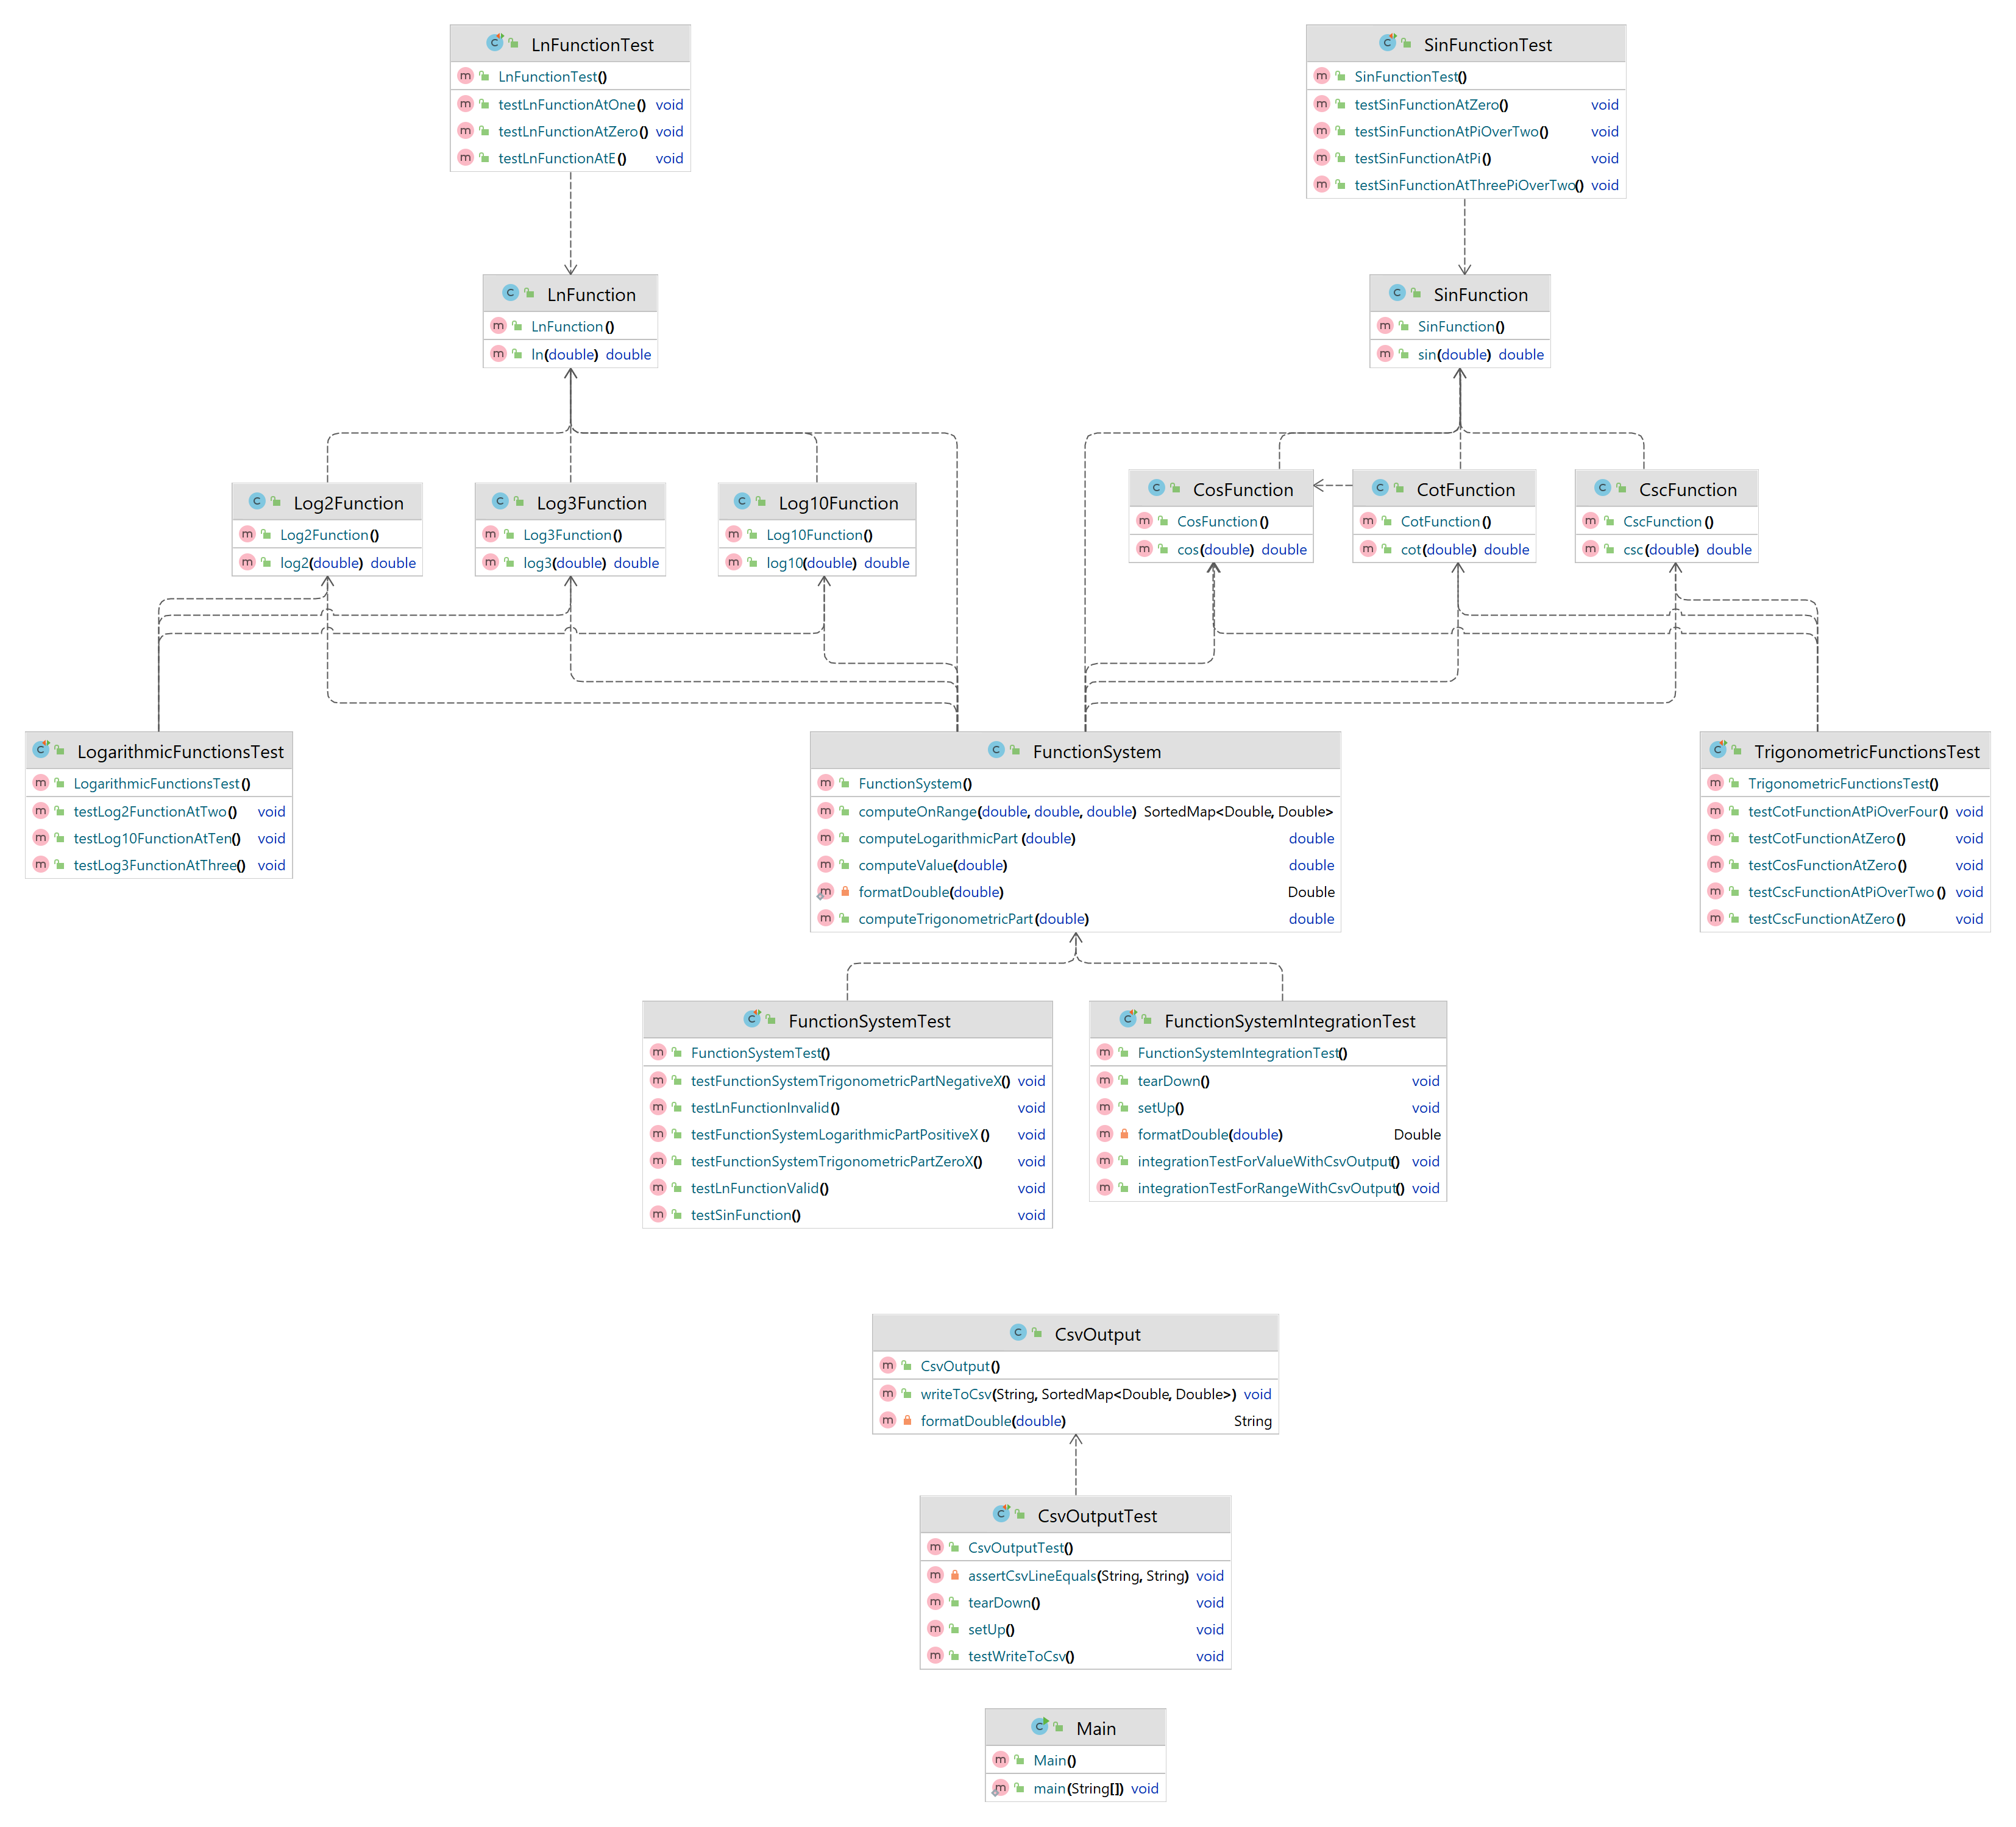 LnFunctionTest
LnFunctionTest()
testLnFunctionAtOne() void
testLnFunctionAtZero() void
testLnFunctionAtE() void
SinFunctionTest
SinFunctionTest()
testSinFunctionAtZero() void
testSinFunctionAtPiOverTwo() void
testSinFunctionAtPi() void
testSinFunctionAtThreePiOverTwo() void
LnFunction
LnFunction()
ln(double) double
SinFunction
SinFunction()
sin(double) double
Log2Function
Log2Function()
log2(double) double
Log3Function
Log3Function()
log3(double) double
Log10Function
Log10Function()
log10(double) double
CosFunction
CosFunction()
cos(double) double
CotFunction
CotFunction()
cot(double) double
CscFunction
CscFunction()
csc(double) double
LogarithmicFunctionsTest
LogarithmicFunctionsTest()
testLog2FunctionAtTwo() void
testLog10FunctionAtTen() void
testLog3FunctionAtThree() void
FunctionSystem
FunctionSystem()
computeOnRange(double, double, double) SortedMap<Double, Double>
computeLogarithmicPart(double) double
computeValue(double) double
formatDouble(double) Double
computeTrigonometricPart(double) double
TrigonometricFunctionsTest
TrigonometricFunctionsTest()
testCotFunctionAtPiOverFour() void
testCotFunctionAtZero() void
testCosFunctionAtZero() void
testCscFunctionAtPiOverTwo() void
testCscFunctionAtZero() void
FunctionSystemTest
FunctionSystemTest()
testFunctionSystemTrigonometricPartNegativeX() void
testLnFunctionInvalid() void
testFunctionSystemLogarithmicPartPositiveX() void
testFunctionSystemTrigonometricPartZeroX() void
testLnFunctionValid() void
testSinFunction() void
FunctionSystemIntegrationTest
FunctionSystemIntegrationTest()
tearDown() void
setUp() void
formatDouble(double) Double
integrationTestForValueWithCsvOutput() void
integrationTestForRangeWithCsvOutput() void
CsvOutput
CsvOutput()
writeToCsv(String, SortedMap<Double, Double>) void
formatDouble(double) String
CsvOutputTest
CsvOutputTest()
assertCsvLineEquals(String, String) void
tearDown() void
setUp() void
testWriteToCsv() void
Main
Main()
main(String[]) void